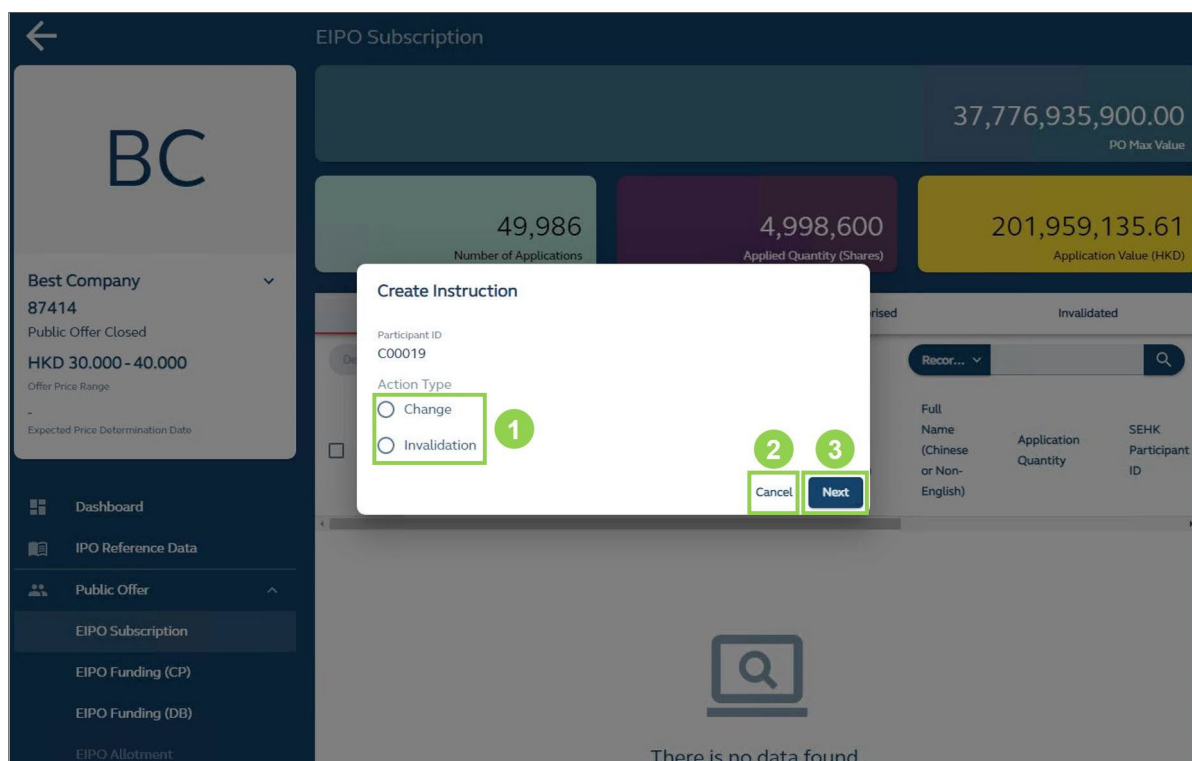 EIPO Subscription
BC
Best Company
87414
Public Offer Closed
HKD 30.000 - 40.000
Offer Price Range
-
Expected Price Determination Date
Dashboard
IPO Reference Data
Public Offer
EIPO Subscription
EIPO Funding (CP)
EIPO Funding (DB)
EIPO Allotment
37,776,935,900.00
PO Max Value
49,986
Number of Applications
4,998,600
Applied Quantity (Shares)
201,959,135.61
Application Value (HKD)
Invalidated
Recor...
Full
Name
(Chinese
or Non-
English)
Application
Quantity
SEHK
Participant
ID
Create Instruction
Participant ID
C00019
Action Type
Change
Invalidation
1
2
3
Cancel
Next
There is no data found